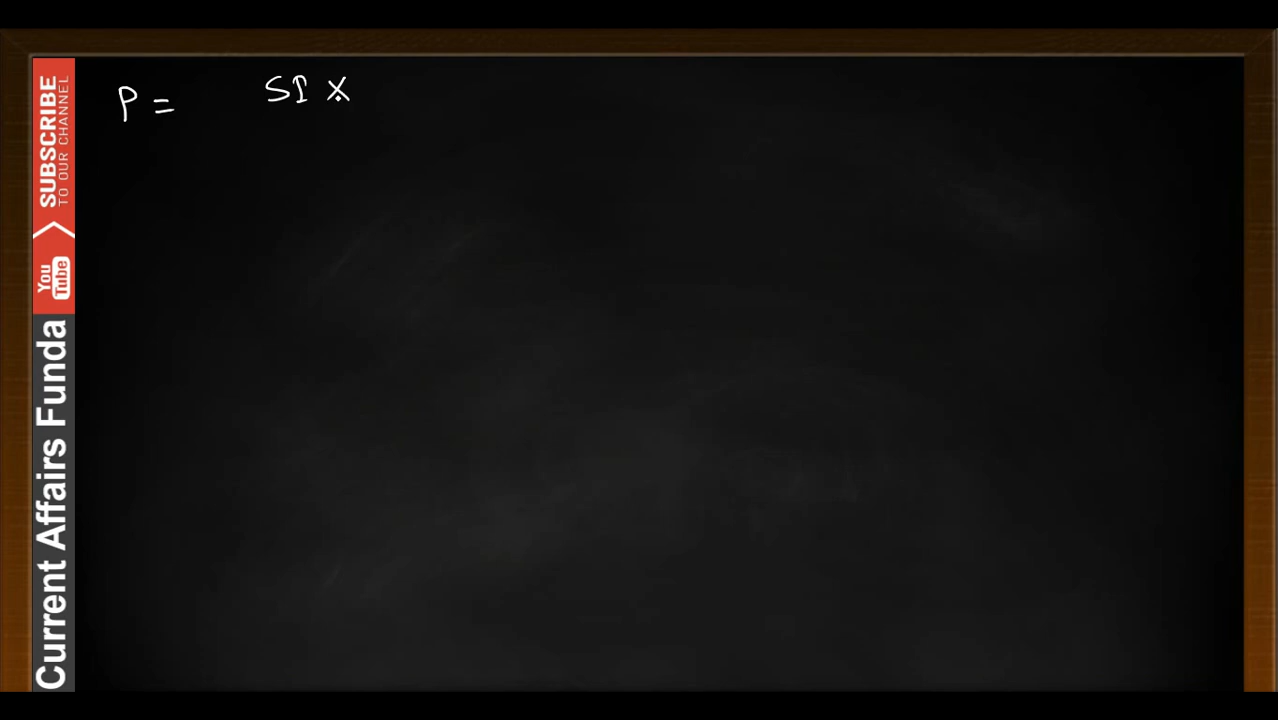 P = SI ×
SUBSCRIBE
TO OUR CHANNEL
You
Tube
Current Affairs Funda